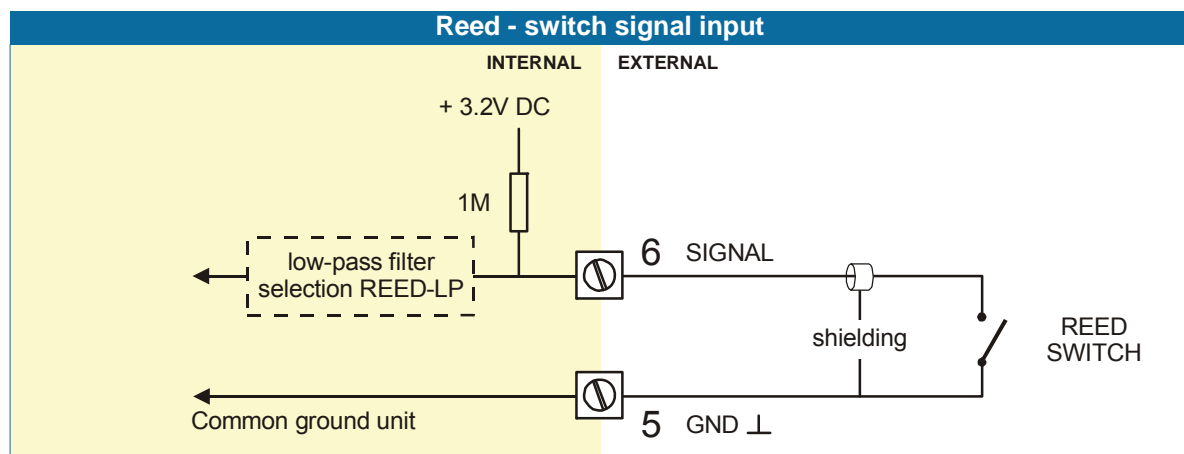 Reed - switch signal input
INTERNAL EXTERNAL
+ 3.2V DC
1M
low-pass filter
selection REED-LP
6 SIGNAL
shielding
REED
SWITCH
Common ground unit
5 GND ⊥